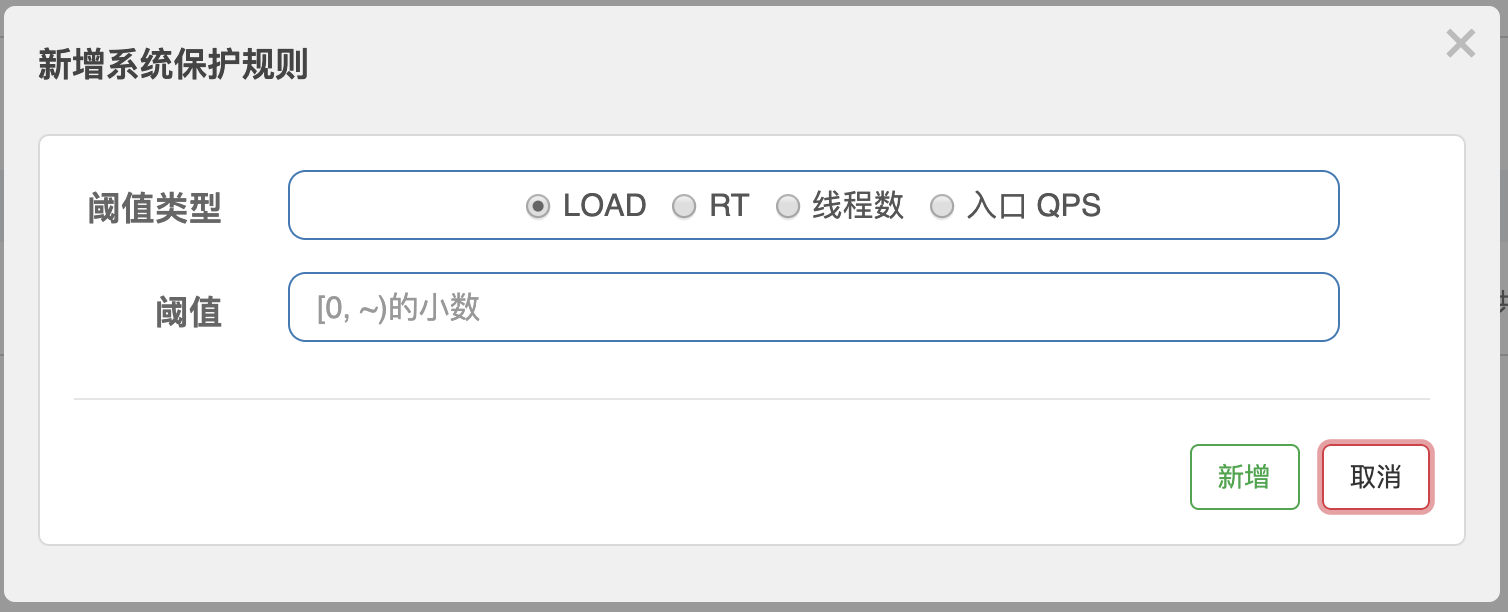 新增系统保护规则
×
阈值类型 LOAD RT 线程数 入口 QPS
阈值 [0, ~)的小数
新增 取消